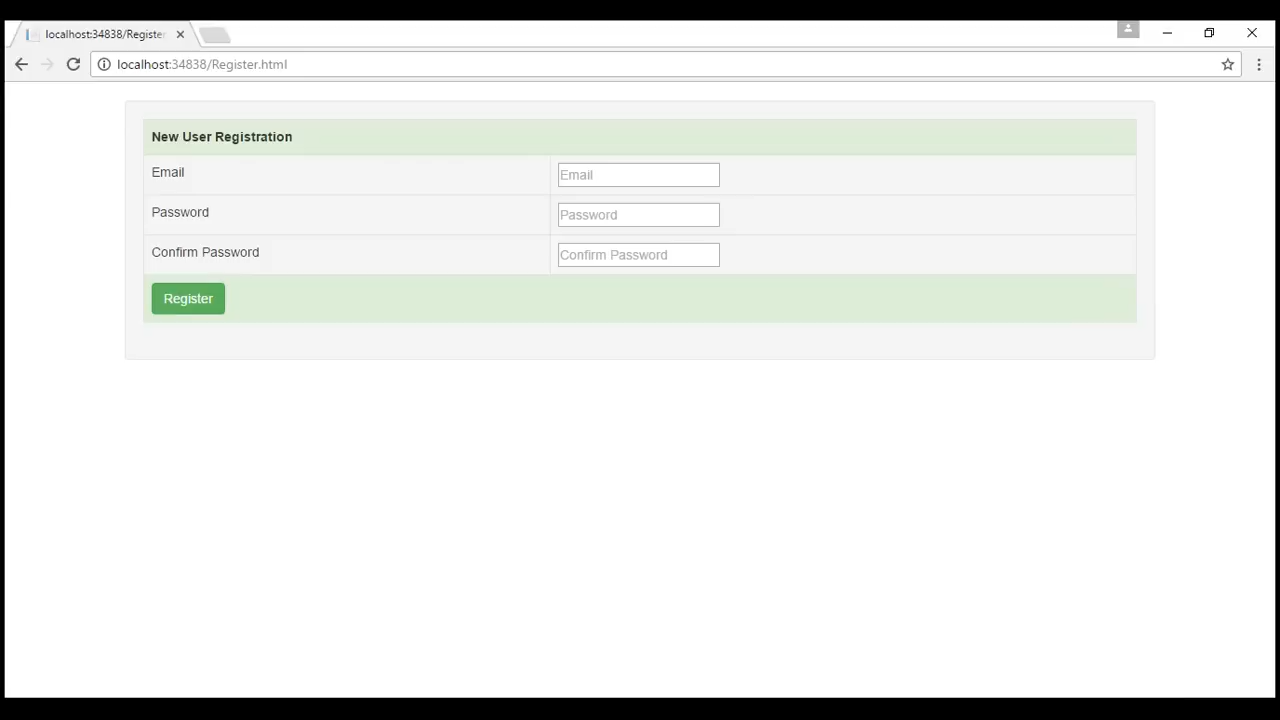 localhost:34838/Register
localhost:34838/Register.html
New User Registration
Email Email
Password Password
Confirm Password Confirm Password
Register